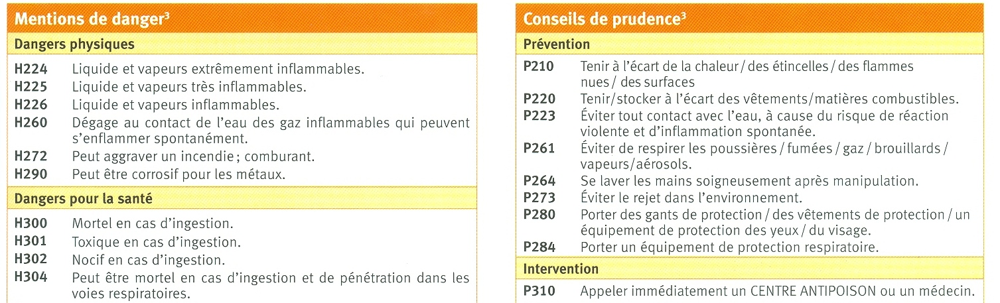 Mentions de danger³
Dangers physiques
H224 Liquide et vapeurs extrêmement inflammables.
H225 Liquide et vapeurs très inflammables.
H226 Liquide et vapeurs inflammables.
H260 Dégage au contact de l'eau des gaz inflammables qui peuvent
s'enflammer spontanément.
H272 Peut aggraver un incendie ; comburant.
H290 Peut être corrosif pour les métaux.
Dangers pour la santé
H300 Mortel en cas d'ingestion.
H301 Toxique en cas d'ingestion.
H302 Nocif en cas d'ingestion.
H304 Peut être mortel en cas d'ingestion et de pénétration dans les
voies respiratoires.
Conseils de prudence³
Prévention
P210 Tenir à l'écart de la chaleur / des étincelles / des flammes
nues / des surfaces
P220 Tenir/stocker à l'écart des vêtements/matières combustibles.
P223 Éviter tout contact avec l'eau, à cause du risque de réaction
violente et d'inflammation spontanée.
P261 Éviter de respirer les poussières / fumées / gaz / brouillards /
vapeurs/aérosols.
P264 Se laver les mains soigneusement après manipulation.
P273 Éviter le rejet dans l'environnement.
P280 Porter des gants de protection / des vêtements de protection / un
équipement de protection des yeux / du visage.
P284 Porter un équipement de protection respiratoire.
Intervention
P310 Appeler immédiatement un CENTRE ANTIPOISON ou un médecin.